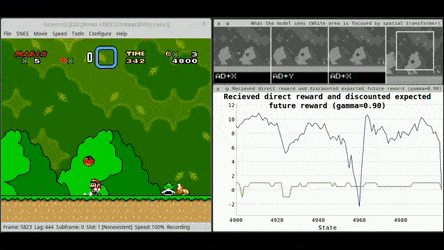 File SNES Movie Speed Tools Configure Help
MARIO
x 5
TIME
342
x 3
4800
Frame: 5823 Lag: 444 Subframe: 0 Slot: 1 [Nonexistent] Speed: 100% Recording
What the model sees (White area is focused by spatial transformer)
AD+X
AD+Y
AD+X
Recieved direct reward and discounted expected future reward (gamma=0.90)
Recieved direct reward and discounted expected
future reward (gamma=0.90)
12
10
8
6
4
2
0
-2
4900
4920
4940
4960
4980
State